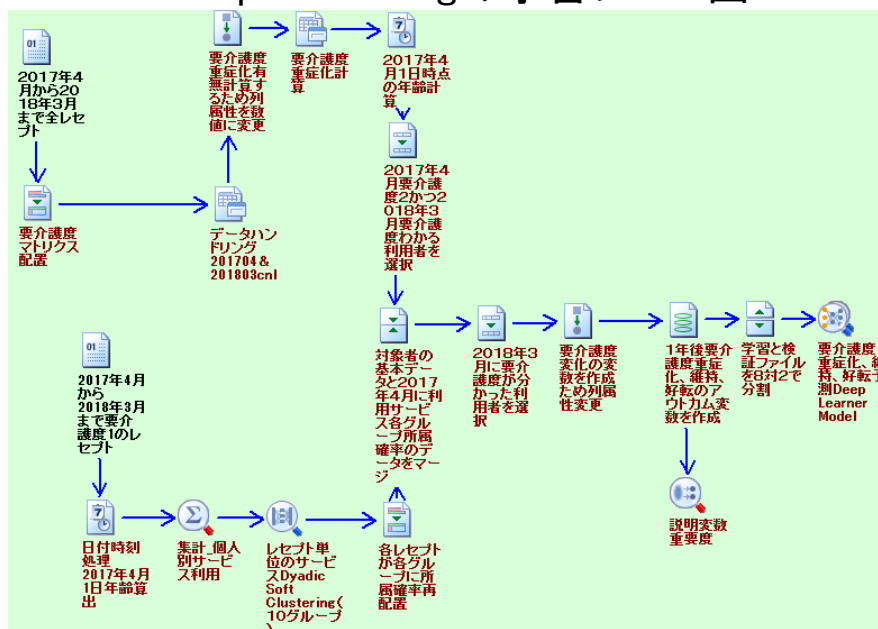 2017年4
月から20
18年3月
まで全レセ
プト
要介護度
マトリクス
配置
要介護度
重症化有
無計算す
るため列
属性を数
値に変更
要介護度
重症化計
算
2017年4
月1日時点
の年齢計
算
データハン
ドリング
201704&
201803cnl
2017年4
月要介護
度2かつ2
018年3
月要介護
度わかる
利用者を
選択
対象者の
基本デー
タと2017
年4月に利
用サービ
ス各グル
ープ所属
確率のデ
ータをマー
ジ
2018年3
月に要介
護度が分
かった利
用者を選
択
要介護度
変化の変
数を作成
ため列属
性変更
1年後要介
護度重症
化、維持、
好転のア
ウトカム変
数を作成
学習と検
証ファイル
を8対2で
分割
要介護度
重症化、維
持、好転予
測Deep
Learner
Model
説明変数
重要度
2017年4月
から
2018年3月
まで要介
護度1のレ
セプト
日付時刻
処理
2017年4月
1日年齢算
出
集計_個人
別サービ
ス利用
レセプト単
位のサービ
スDyadic
Soft
Clustering(
10グループ
)
各レセプト
が各グル
ープに所
属確率再
配置